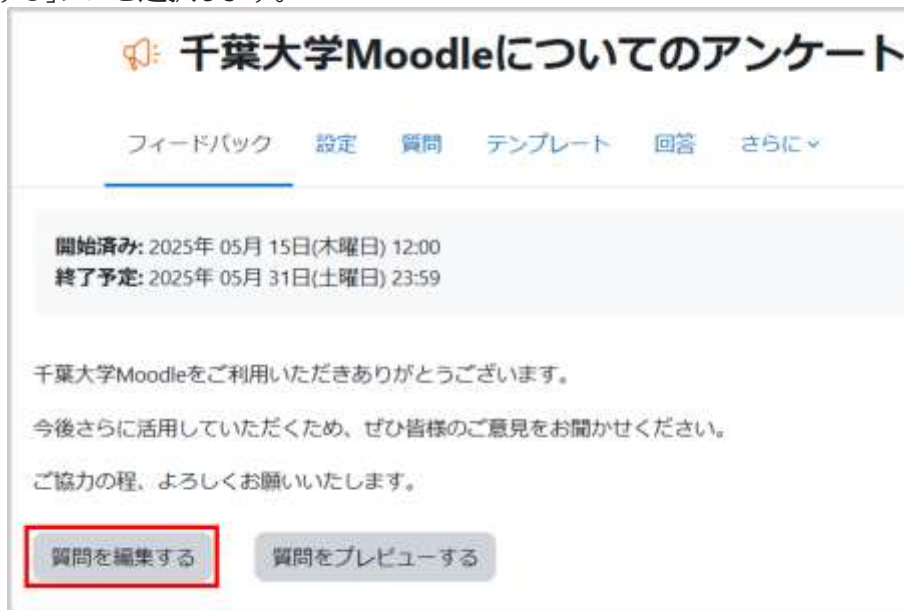 千葉大学Moodleについてのアンケート
フィードバック 設定 質問 テンプレート 回答 さらに
開始済み: 2025年 05月 15日(木曜日) 12:00
終了予定: 2025年 05月 31日(土曜日) 23:59
千葉大学Moodleをご利用いただきありがとうございます。
今後さらに活用していただくため、ぜひ皆様のご意見をお聞かせください。
ご協力の程、よろしくお願いいたします。
質問を編集する 質問をプレビューする